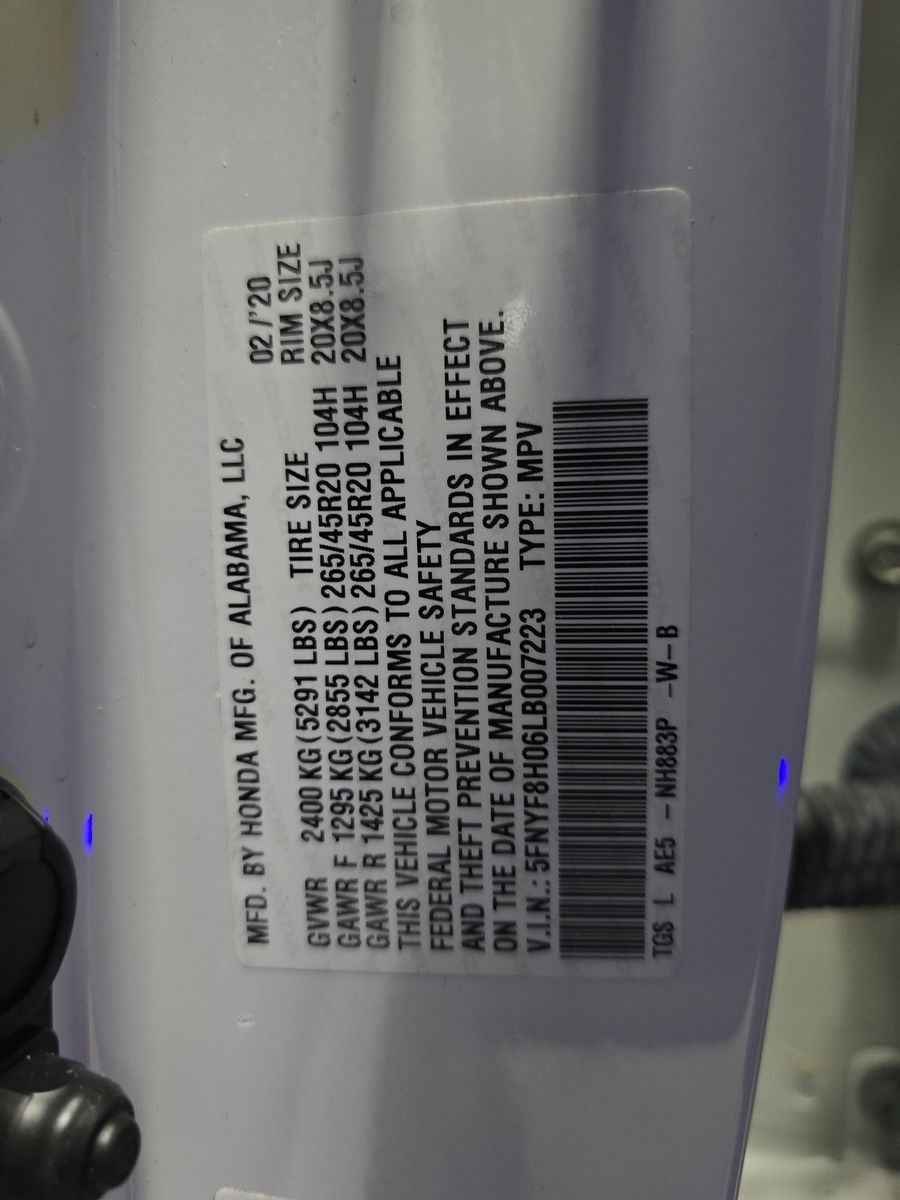 MFD. BY HONDA MFG. OF ALABAMA, LLC 02/'20
GVWR 2400 KG (5291 LBS) TIRE SIZE RIM SIZE
GAWR F 1295 KG (2855 LBS) 265/45R20 104H 20X8.5J
GAWR R 1425 KG (3142 LBS) 265/45R20 104H 20X8.5J
THIS VEHICLE CONFORMS TO ALL APPLICABLE
FEDERAL MOTOR VEHICLE SAFETY
AND THEFT PREVENTION STANDARDS IN EFFECT
ON THE DATE OF MANUFACTURE SHOWN ABOVE.
V.I.N.: 5FNYF8H06LB007223 TYPE: MPV
TGS L AE5 - NH883P -W-B